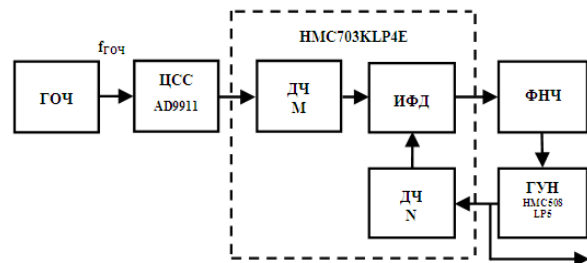 HMC703KLP4E
fГОЧ
ГОЧ
ЦСС
AD9911
ДЧ
М
ИФД
ФНЧ
ДЧ
N
ГУН
HMC508
LP5